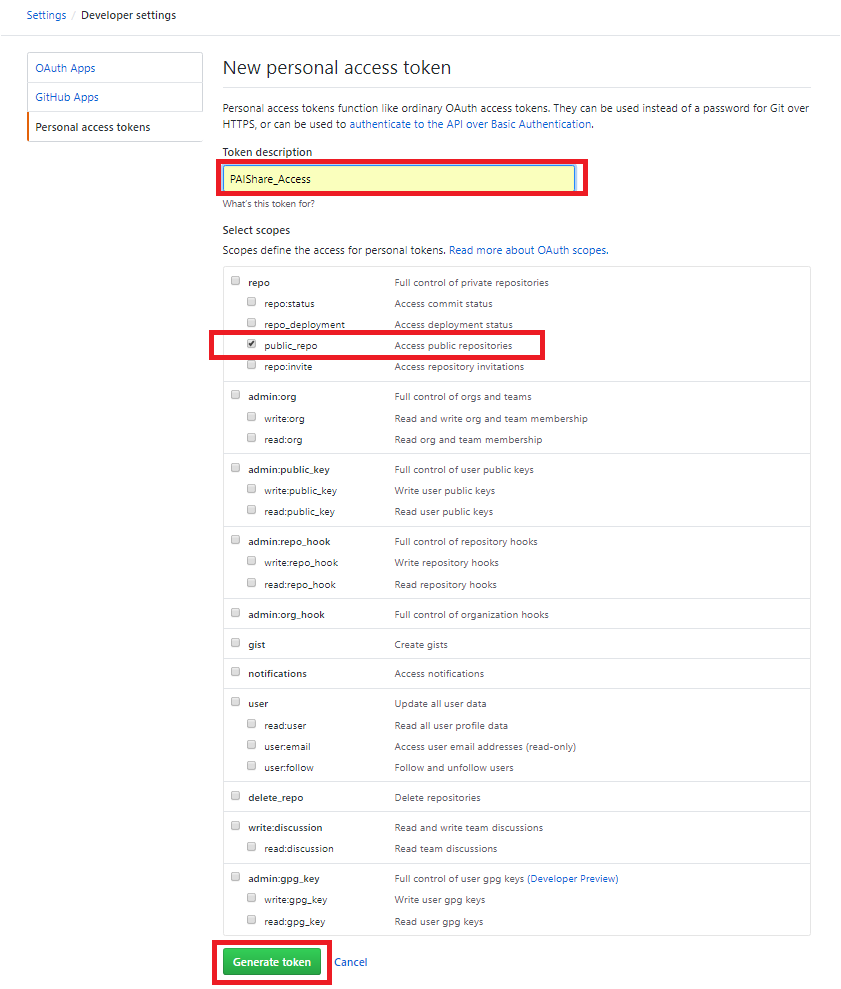 Settings / Developer settings
OAuth Apps
GitHub Apps
Personal access tokens
New personal access token
Personal access tokens function like ordinary OAuth access tokens. They can be used instead of a password for Git over
HTTPS, or can be used to authenticate to the API over Basic Authentication.
Token description
PAIShare_Access
What's this token for?
Select scopes
Scopes define the access for personal tokens. Read more about OAuth scopes.
repo Full control of private repositories
repo:status Access commit status
repo_deployment Access deployment status
public_repo Access public repositories
repo:invite Access repository invitations
admin:org Full control of orgs and teams
write:org Read and write org and team membership
read:org Read org and team membership
admin:public_key Full control of user public keys
write:public_key Write user public keys
read:public_key Read user public keys
admin:repo_hook Full control of repository hooks
write:repo_hook Write repository hooks
read:repo_hook Read repository hooks
admin:org_hook Full control of organization hooks
gist Create gists
notifications Access notifications
user Update all user data
read:user Read all user profile data
user:email Access user email addresses (read-only)
user:follow Follow and unfollow users
delete_repo Delete repositories
write:discussion Read and write team discussions
read:discussion Read team discussions
admin:gpg_key Full control of user gpg keys (Developer Preview)
write:gpg_key Write user gpg keys
read:gpg_key Read user gpg keys
Generate token Cancel